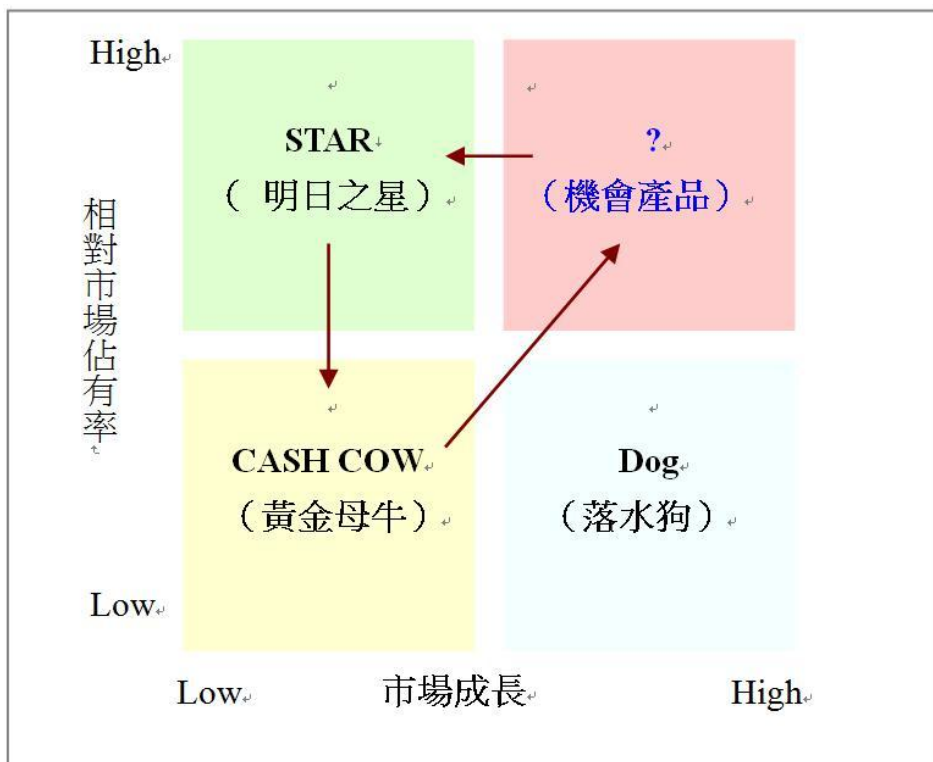 High
STAR
（ 明日之星）
?
（機會產品）
相對市場佔有率
CASH COW
（黃金母牛）
Dog
（落水狗）
Low
Low
市場成長
High